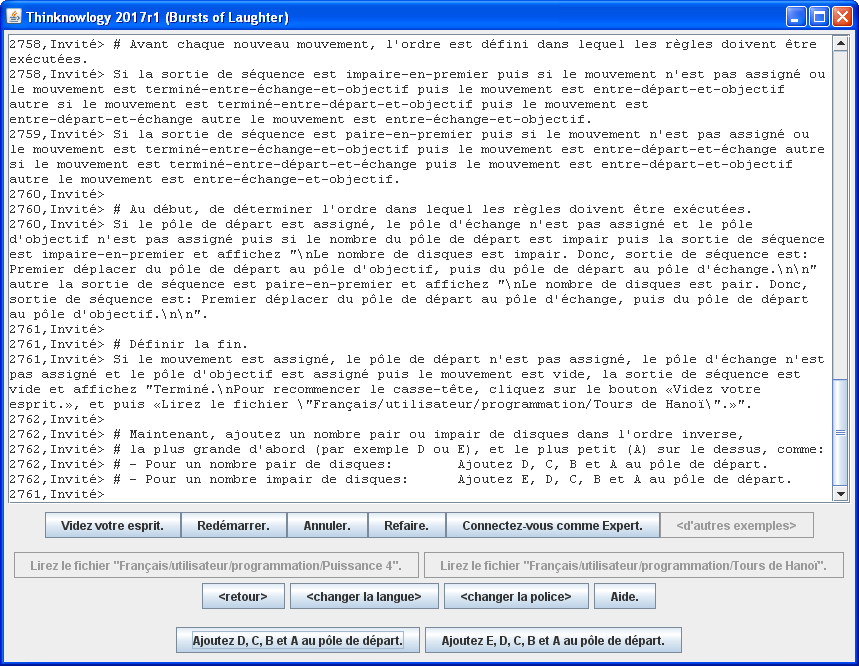 Thinknowlogy 2017r1 (Bursts of Laughter)
2758,Invité> # Avant chaque nouveau mouvement, l'ordre est défini dans lequel les règles doivent être
exécutées.
2758,Invité> Si la sortie de séquence est impaire-en-premier puis si le mouvement n'est pas assigné ou
le mouvement est terminé-entre-échange-et-objectif puis le mouvement est entre-départ-et-objectif
autre si le mouvement est terminé-entre-départ-et-objectif puis le mouvement est
entre-départ-et-échange autre le mouvement est entre-échange-et-objectif.
2759,Invité> Si la sortie de séquence est paire-en-premier puis si le mouvement n'est pas assigné ou
le mouvement est terminé-entre-échange-et-objectif puis le mouvement est entre-départ-et-échange autre
si le mouvement est terminé-entre-départ-et-échange puis le mouvement est entre-départ-et-objectif
autre le mouvement est entre-échange-et-objectif.
2760,Invité>
2760,Invité> # Au début, de déterminer l'ordre dans lequel les règles doivent être exécutées.
2760,Invité> Si le pôle de départ est assigné, le pôle d'échange n'est pas assigné et le pôle
d'objectif n'est pas assigné puis si le nombre du pôle de départ est impair puis la sortie de séquence
est impaire-en-premier et affichez "\nLe nombre de disques est impair. Donc, sortie de séquence est:
Premier déplacer du pôle de départ au pôle d'objectif, puis du pôle de départ au pôle d'échange.\n\n"
autre la sortie de séquence est paire-en-premier et affichez "\nLe nombre de disques est pair. Donc,
sortie de séquence est: Premier déplacer du pôle de départ au pôle d'échange, puis du pôle de départ
au pôle d'objectif.\n\n".
2761,Invité>
2761,Invité> # Définir la fin.
2761,Invité> Si le mouvement est assigné, le pôle de départ n'est pas assigné, le pôle d'échange n'est
pas assigné et le pôle d'objectif est assigné puis le mouvement est vide, la sortie de séquence est
vide et affichez "Terminé.\nPour recommencer le casse-tête, cliquez sur le bouton «Videz votre
esprit.», et puis «Lirez le fichier \"Français/utilisateur/programmation/Tours de Hanoï\".»".
2762,Invité>
2762,Invité> # Maintenant, ajoutez un nombre pair ou impair de disques dans l'ordre inverse,
2762,Invité> # la plus grande d'abord (par exemple D ou E), et le plus petit (A) sur le dessus, comme:
2762,Invité> # - Pour un nombre pair de disques: Ajoutez D, C, B et A au pôle de départ.
2762,Invité> # - Pour un nombre impair de disques: Ajoutez E, D, C, B et A au pôle de départ.
2761,Invité>
Videz votre esprit. Redémarrer. Annuler. Refaire. Connectez-vous comme Expert. <d'autres exemples>
Lirez le fichier "Français/utilisateur/programmation/Puissance 4". Lirez le fichier "Français/utilisateur/programmation/Tours de Hanoï".
<retour> <changer la langue> <changer la police> Aide.
Ajoutez D, C, B et A au pôle de départ. Ajoutez E, D, C, B et A au pôle de départ.